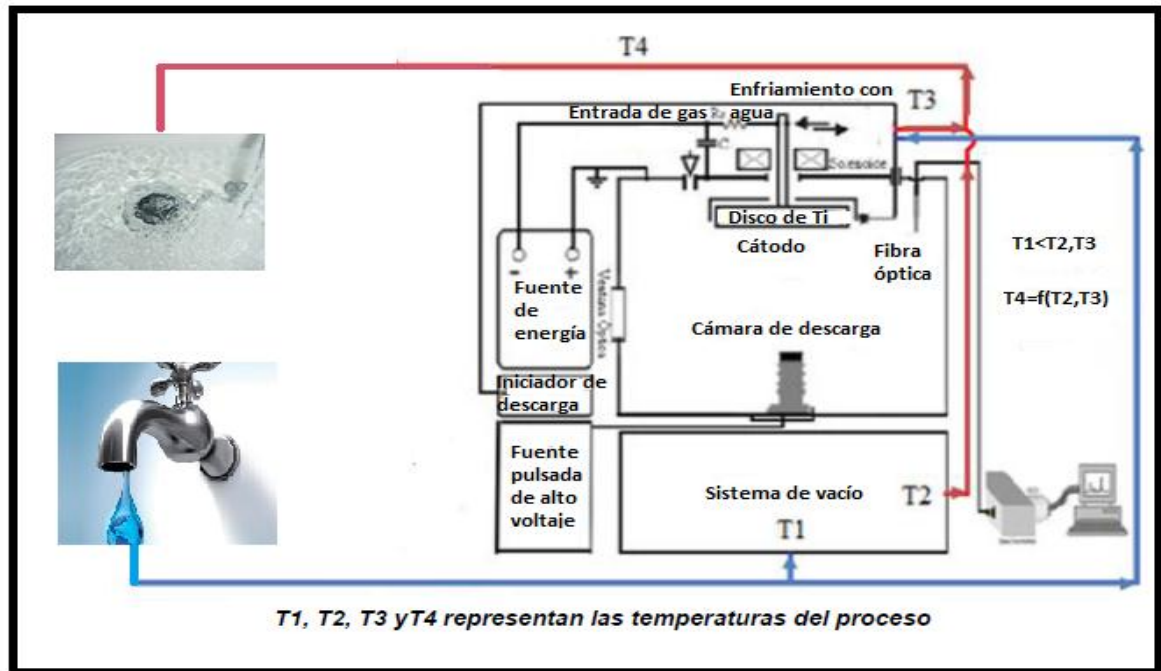 T4
Enfriamiento con
agua
T3
Entrada de gas
C
Disco de Ti
Cátodo
Fibra
óptica
T1<T2,T3
T4=f(T2,T3)
- +
Fuente
de
energía
Ventana Óptica
Cámara de descarga
Iniciador de
descarga
Fuente
pulsada
de alto
voltaje
Sistema de vacío
T2
T1
T1, T2, T3 yT4 representan las temperaturas del proceso